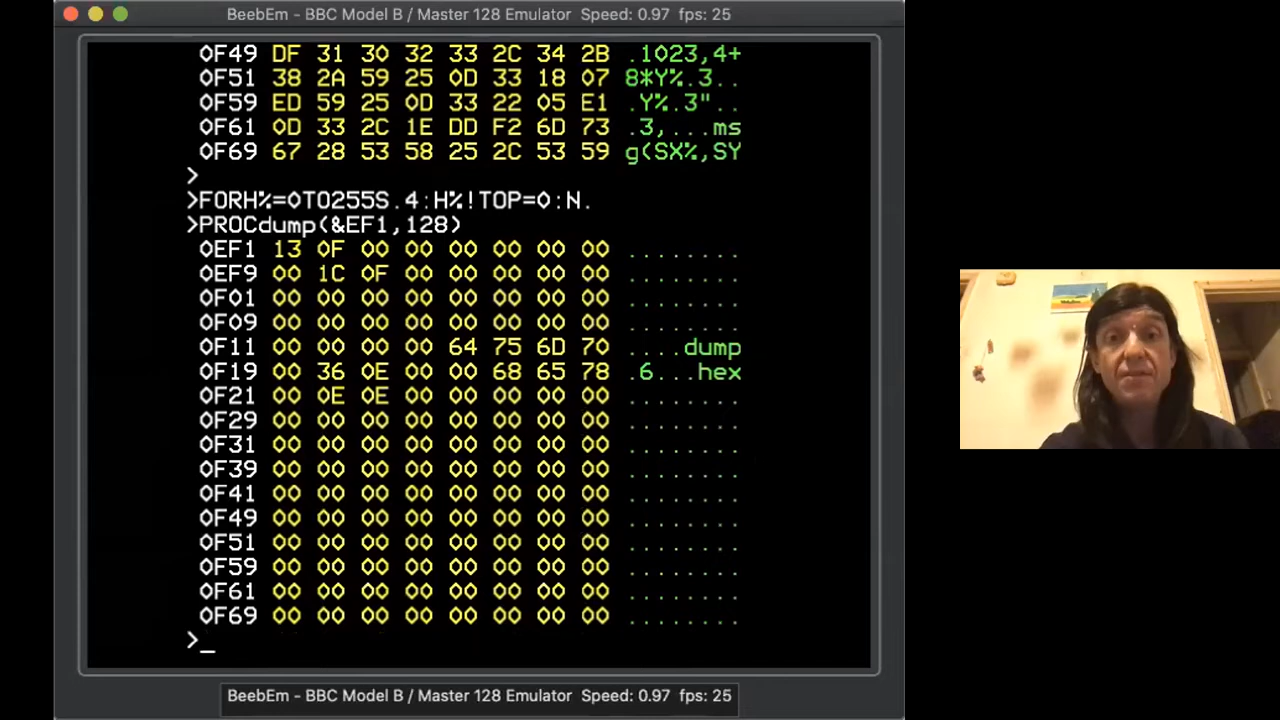 BeebEm - BBC Model B / Master 128 Emulator Speed: 0.97 fps: 25
0F49 DF 31 30 32 33 2C 34 2B .1023,4+
0F51 38 2A 59 25 0D 33 18 07 8*Y%.3..
0F59 ED 59 25 0D 33 22 05 E1 .Y%.3"..
0F61 0D 33 2C 1E DD F2 6D 73 .3,...ms
0F69 67 28 53 58 25 2C 53 59 g(SX%,SY
>
>FORH%=0TO255S.4:H%!TOP=0:N.
>PROCdump(&EF1,128)
0EF1 13 0F 00 00 00 00 00 00 ........
0EF9 00 1C 0F 00 00 00 00 00 ........
0F01 00 00 00 00 00 00 00 00 ........
0F09 00 00 00 00 00 00 00 00 ........
0F11 00 00 00 00 64 75 6D 70 ....dump
0F19 00 36 0E 00 00 68 65 78 .6...hex
0F21 00 0E 0E 00 00 00 00 00 ........
0F29 00 00 00 00 00 00 00 00 ........
0F31 00 00 00 00 00 00 00 00 ........
0F39 00 00 00 00 00 00 00 00 ........
0F41 00 00 00 00 00 00 00 00 ........
0F49 00 00 00 00 00 00 00 00 ........
0F51 00 00 00 00 00 00 00 00 ........
0F59 00 00 00 00 00 00 00 00 ........
0F61 00 00 00 00 00 00 00 00 ........
0F69 00 00 00 00 00 00 00 00 ........
>_
BeebEm - BBC Model B / Master 128 Emulator Speed: 0.97 fps: 25